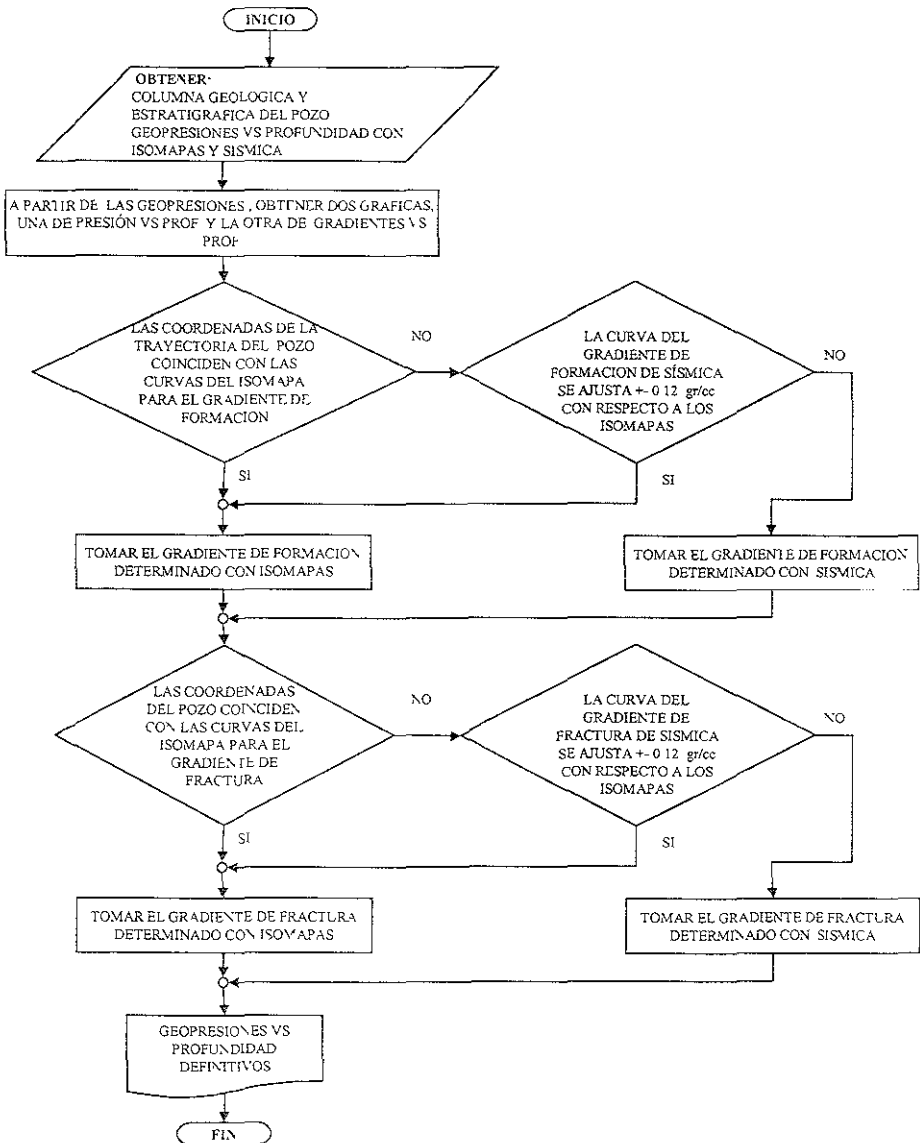 INICIO
OBTENER:
COLUMNA GEOLOGICA Y
ESTRATIGRAFICA DEL POZO
GEOPRESIONES VS PROFUNDIDAD CON
ISOMAPAS Y SISMICA
A PARTIR DE LAS GEOPRESIONES, OBTENER DOS GRAFICAS,
UNA DE PRESIÓN VS PROF Y LA OTRA DE GRADIENTES VS
PROF
LAS COORDENADAS DE LA
TRAYECTORIA DEL POZO
COINCIDEN CON LAS
CURVAS DEL ISOMAPA
PARA EL GRADIENTE DE
FORMACION
NO
LA CURVA DEL
GRADIENTE DE
FORMACION DE SÍSMICA
SE AJUSTA +- 0 12 gr/cc
CON RESPECTO A LOS
ISOMAPAS
NO
SI
SI
TOMAR EL GRADIENTE DE FORMACION
DETERMINADO CON ISOMAPAS
TOMAR EL GRADIENTE DE FORMACION
DETERMINADO CON SISMICA
LAS COORDENADAS
DEL POZO COINCIDEN
CON LAS CURVAS DEL
ISOMAPA PARA EL
GRADIENTE DE
FRACTURA
NO
LA CURVA DEL
GRADIENTE DE
FRACTURA DE SISMICA
SE AJUSTA +- 0 12 gr/cc
CON RESPECTO A LOS
ISOMAPAS
NO
SI
SI
TOMAR EL GRADIENTE DE FRACTURA
DETERMINADO CON ISOMAPAS
TOMAR EL GRADIENTE DE FRACTURA
DETERMINADO CON SISMICA
GEOPRESIONES VS
PROFUNDIDAD
DEFINITIVOS
FIN